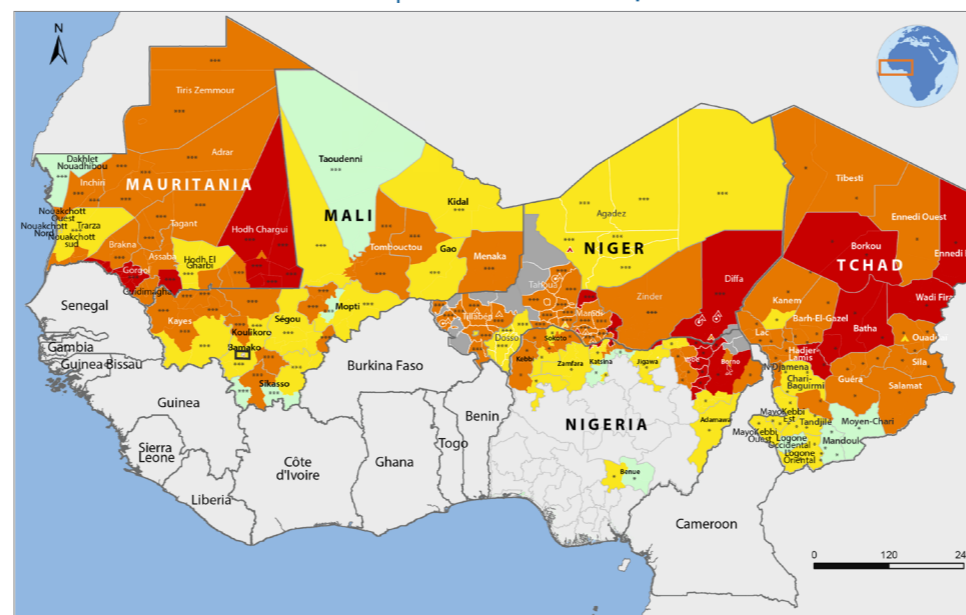 N
Tiris Zemmour
Adrar
Dakhlet
Nouadhibou
Inchiri
MAURITANIA
Nouakchott
Ouest
Nouakchott
Nord
Nouakchott
sud
Trarza
Tagant
Brakna
Assaba
Hodh Chargui
Hodh El
Gharbi
Gorgol
Guidimagha
Taoudenni
MALI
Kidal
Tombouctou
Gao
Menaka
Mopti
Kayes
Ségou
Koulikoro
Bamako
Sikasso
Agadez
NIGER
Tahoua
Tillabéri
Dosso
Maradi
Zinder
Diffa
Tibesti
Ennedi Ouest
Borkou
TCHAD
Wadi Fira
Kanem
Barh-El-Gazel
Batha
Lac
Hadjer-
Lamis
N'Djamena
Chari-
Baguirmi
Guéra
Sila
Salamat
Mayo-Kebbi
Est
Mayo-Kebbi
Ouest
Tandjilé
Moyen-Chari
Mandoul
Logone
Occidental
Logone
Oriental
Sokoto
Kebbi
Zamfara
Katsina
Jigawa
Borno
Adamawa
Benue
NIGERIA
Senegal
Gambia
Guinea Bissau
Guinea
Sierra
Leone
Liberia
Côte
d'Ivoire
Burkina Faso
Ghana
Togo
Benin
Cameroon
0 120 24